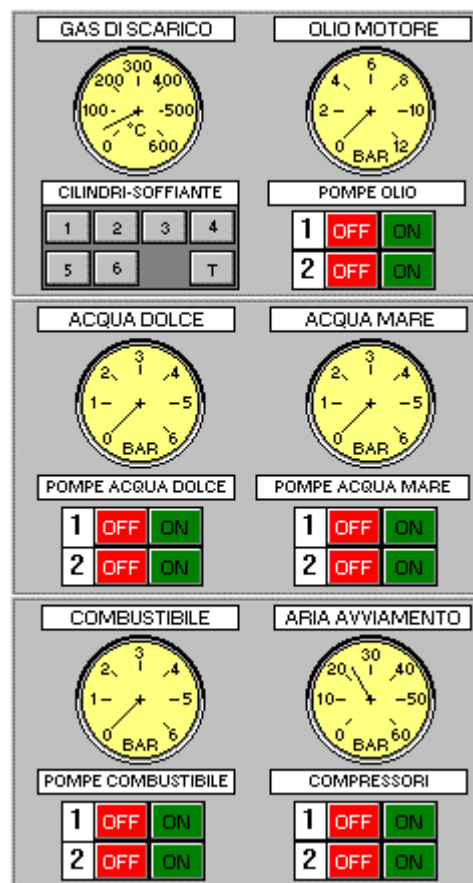 GAS DI SCARICO
OLIO MOTORE
0 100 200 300 400 500 600 °C
0 2 4 6 8 10 12 BAR
CILINDRI-SOFFIANTE
POMPE OLIO
1 2 3 4
1 OFF ON
5 6 T
2 OFF ON
ACQUA DOLCE
ACQUA MARE
0 1 2 3 4 5 6 BAR
0 1 2 3 4 5 6 BAR
POMPE ACQUA DOLCE
POMPE ACQUA MARE
1 OFF ON
1 OFF ON
2 OFF ON
2 OFF ON
COMBUSTIBILE
ARIA AVVIAMENTO
0 1 2 3 4 5 6 BAR
0 10 20 30 40 50 60 BAR
POMPE COMBUSTIBILE
COMPRESSORI
1 OFF ON
1 OFF ON
2 OFF ON
2 OFF ON